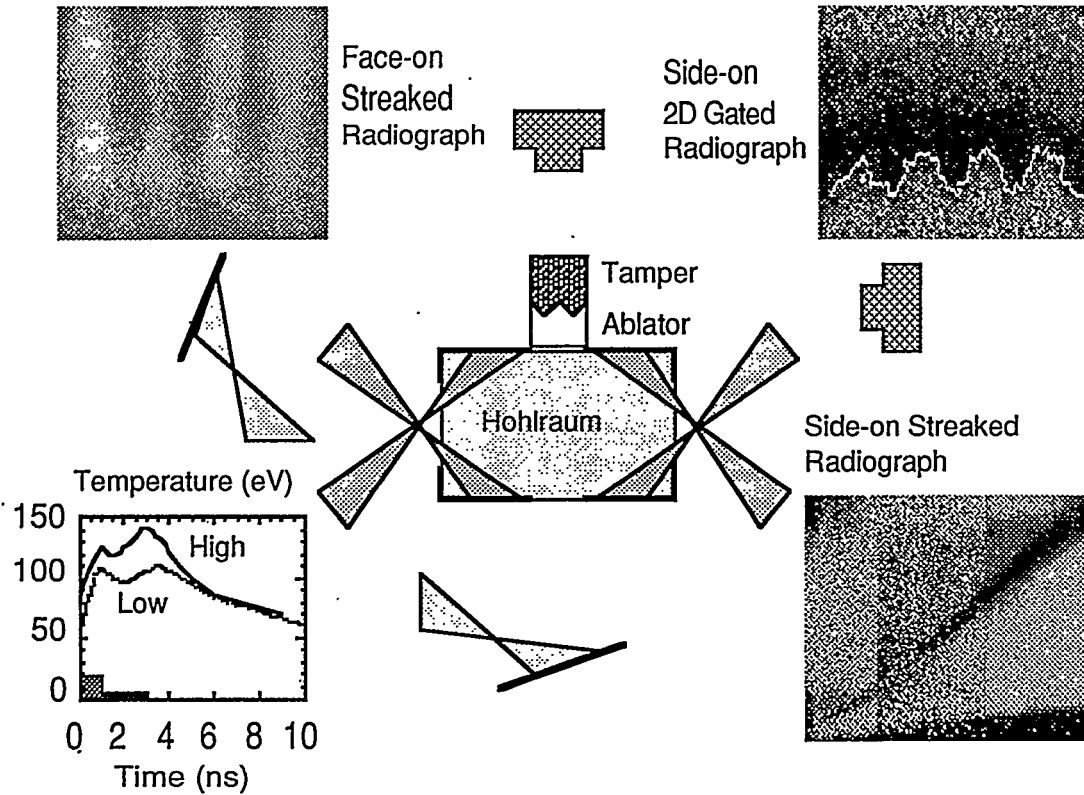 Face-on
Streaked
Radiograph
Side-on
2D Gated
Radiograph
Tamper
Ablator
Hohlraum
Side-on Streaked
Radiograph
Temperature (eV)
150
High
100
Low
50
0
0 2 4 6 8 10
Time (ns)